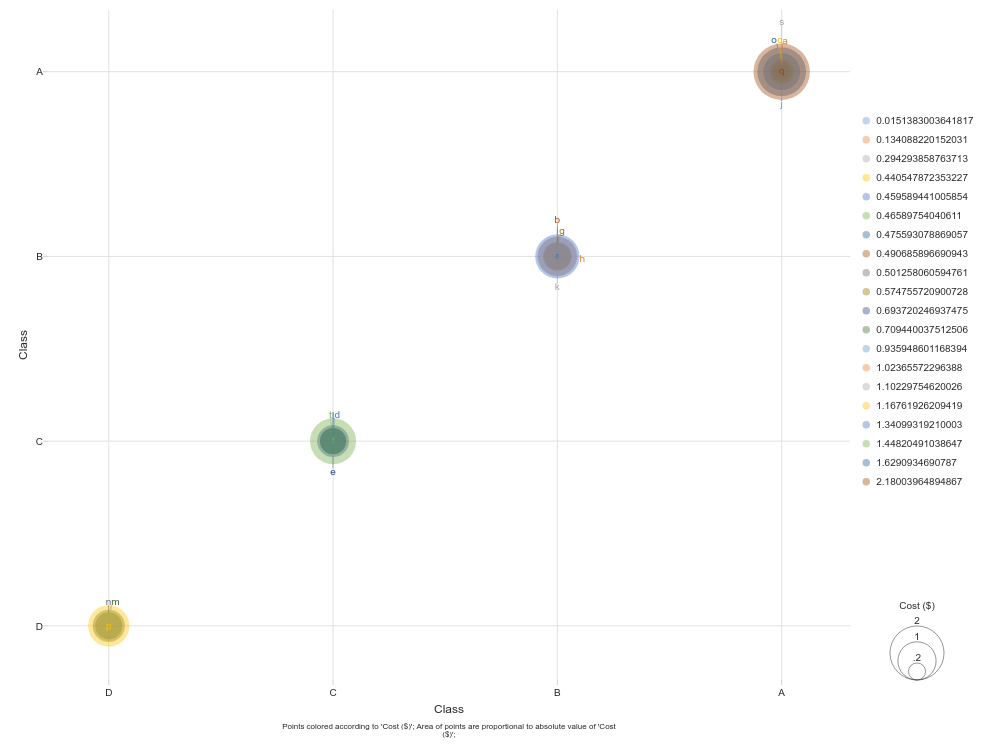 s
o
a
A
q
j
b
g
B
h
k
Class
d
C
e
nm
D
p
D
C
B
A
Class
Points colored according to 'Cost ($)'; Area of points are proportional to absolute value of 'Cost
($)';
0.0151383003641817
0.134088220152031
0.294293858763713
0.440547872353227
0.459589441005854
0.46589754040611
0.475593078869057
0.490685896690943
0.501258060594761
0.574755720900728
0.693720246937475
0.709440037512506
0.935948601168394
1.02365572296388
1.10229754620026
1.16761926209419
1.34099319210003
1.44820491038647
1.6290934690787
2.18003964894867
Cost ($)
2
1
.2